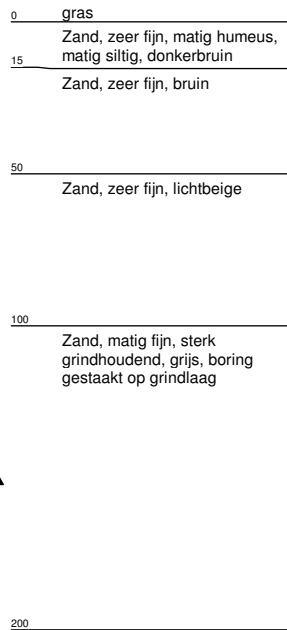 0 gras
Zand, zeer fijn, matig humeus,
matig siltig, donkerbruin
15
Zand, zeer fijn, bruin
50
Zand, zeer fijn, lichtbeige
100
Zand, matig fijn, sterk
grindhoudend, grijs, boring
gestaakt op grindlaag
200